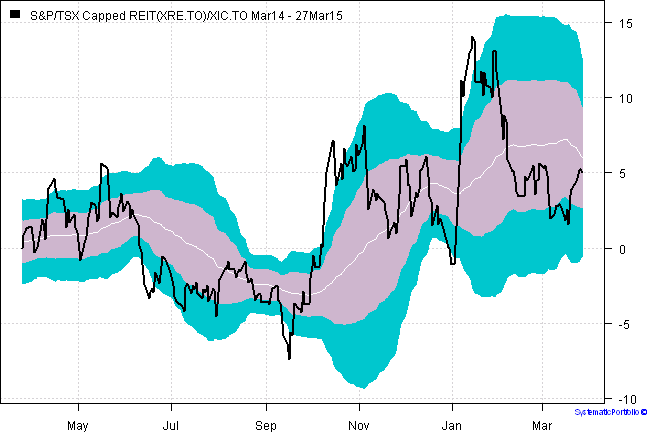 S&P/TSX Capped REIT(XRE.TO)/XIC.TO Mar14 - 27Mar15
15
10
5
0
-5
-10
SystematicPortfolio ©
May Jul Sep Nov Jan Mar